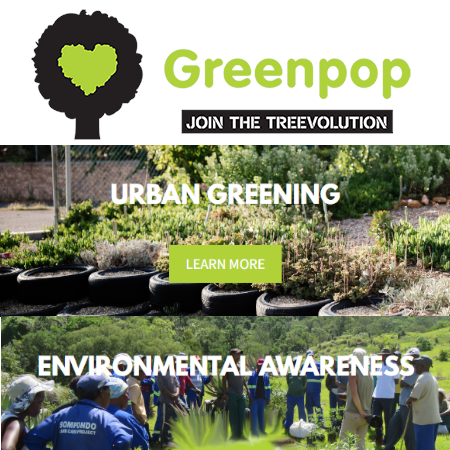 Greenpop
JOIN THE TREEVOLUTION
URBAN GREENING
LEARN MORE
ENVIRONMENTAL AWARENESS